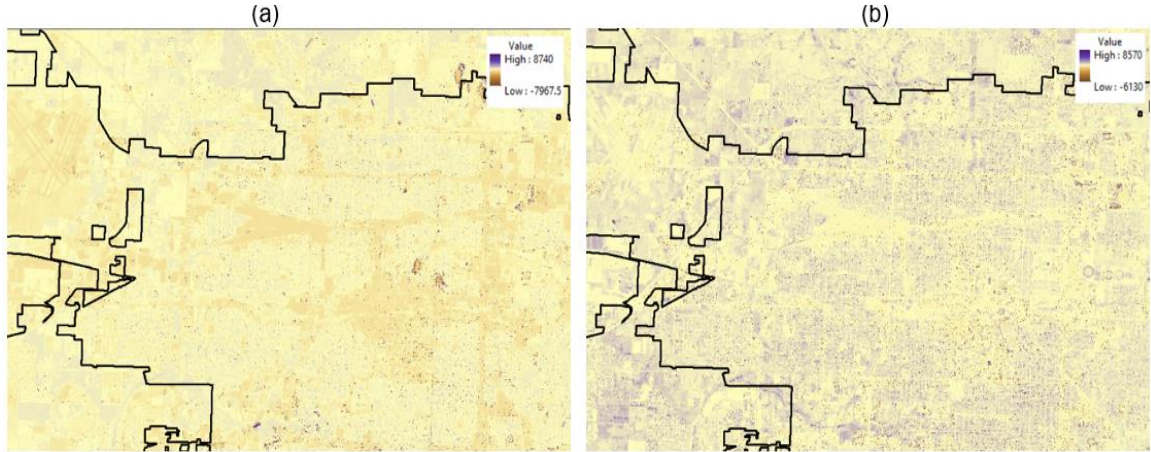 (a)
(b)
Value
High : 8740
Low : -7967.5
Value
High : 8570
Low : -6130